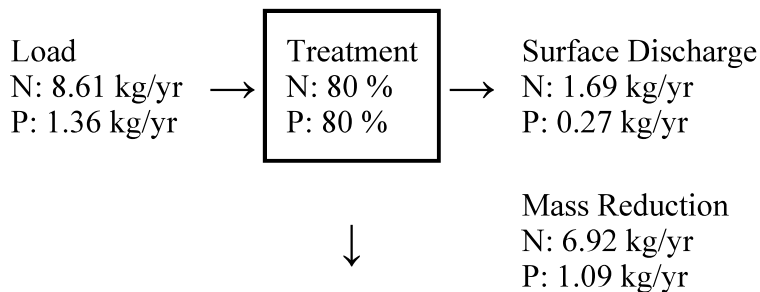 Load
N: 8.61 kg/yr
P: 1.36 kg/yr
→
Treatment
N: 80 %
P: 80 %
→
Surface Discharge
N: 1.69 kg/yr
P: 0.27 kg/yr
↓
Mass Reduction
N: 6.92 kg/yr
P: 1.09 kg/yr